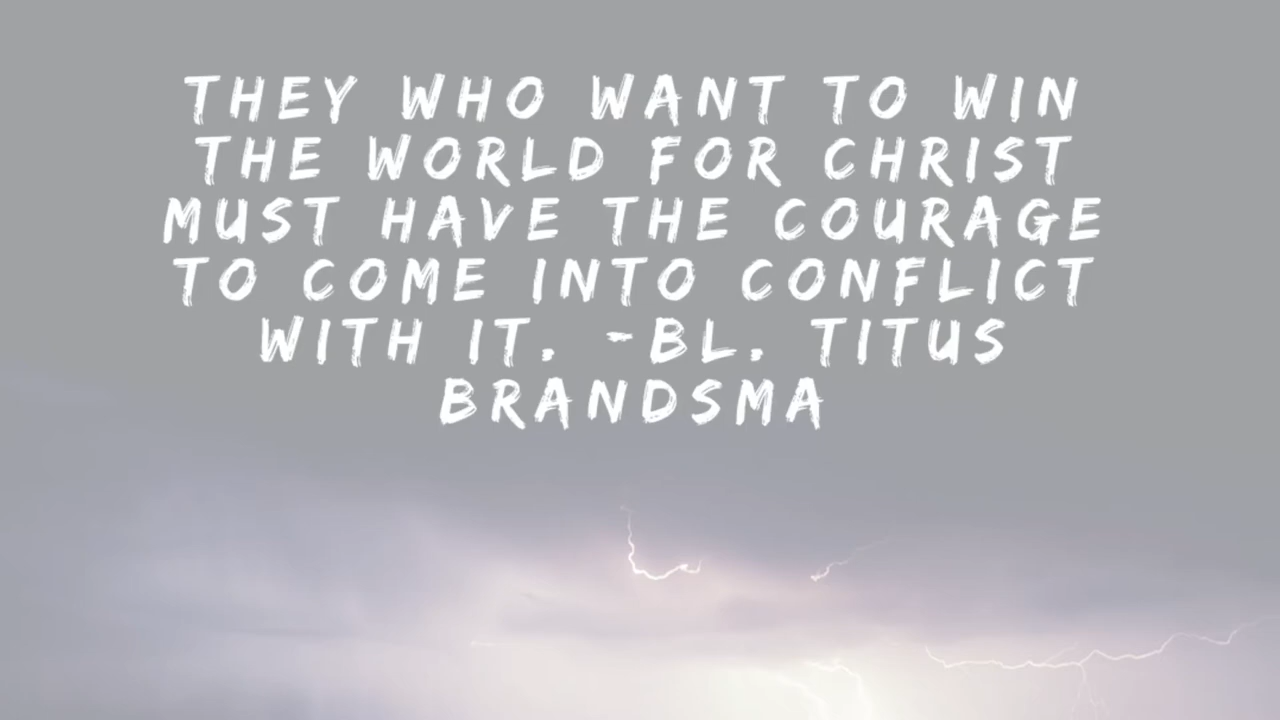 THEY WHO WANT TO WIN
THE WORLD FOR CHRIST
MUST HAVE THE COURAGE
TO COME INTO CONFLICT
WITH IT. -BL. TITUS
BRANDSMA